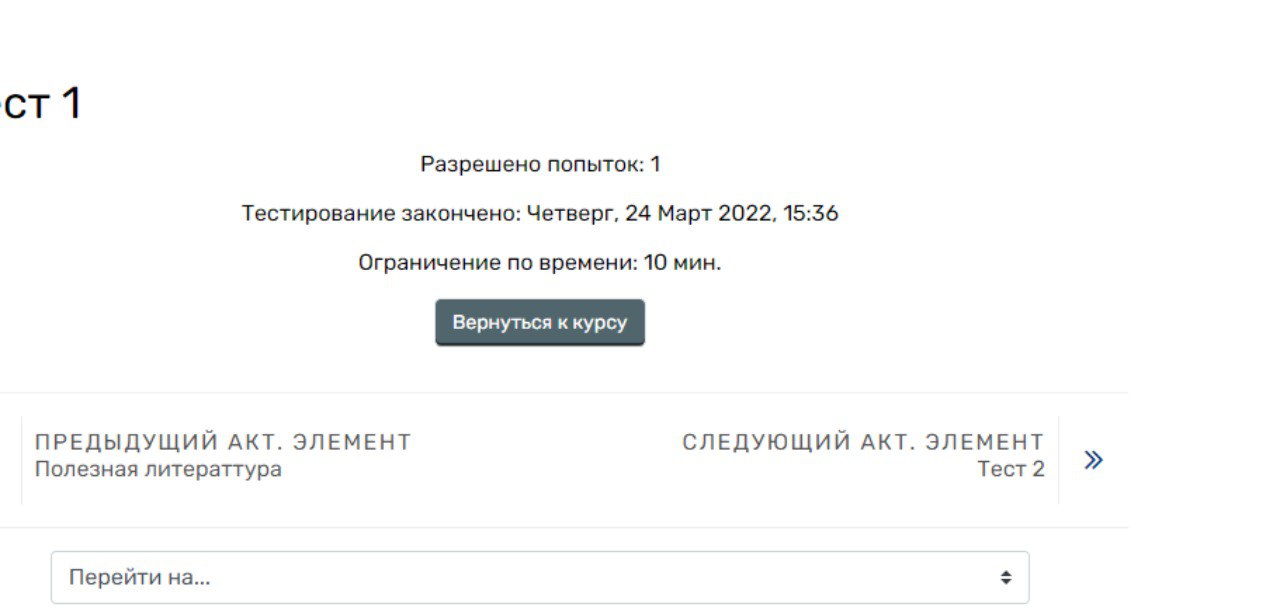 ст 1
Разрешено попыток: 1
Тестирование закончено: Четверг, 24 Март 2022, 15:36
Ограничение по времени: 10 мин.
Вернуться к курсу
ПРЕДЫДУЩИЙ АКТ. ЭЛЕМЕНТ
Полезная литераттура
СЛЕДУЮЩИЙ АКТ. ЭЛЕМЕНТ
Тест 2
Перейти на...